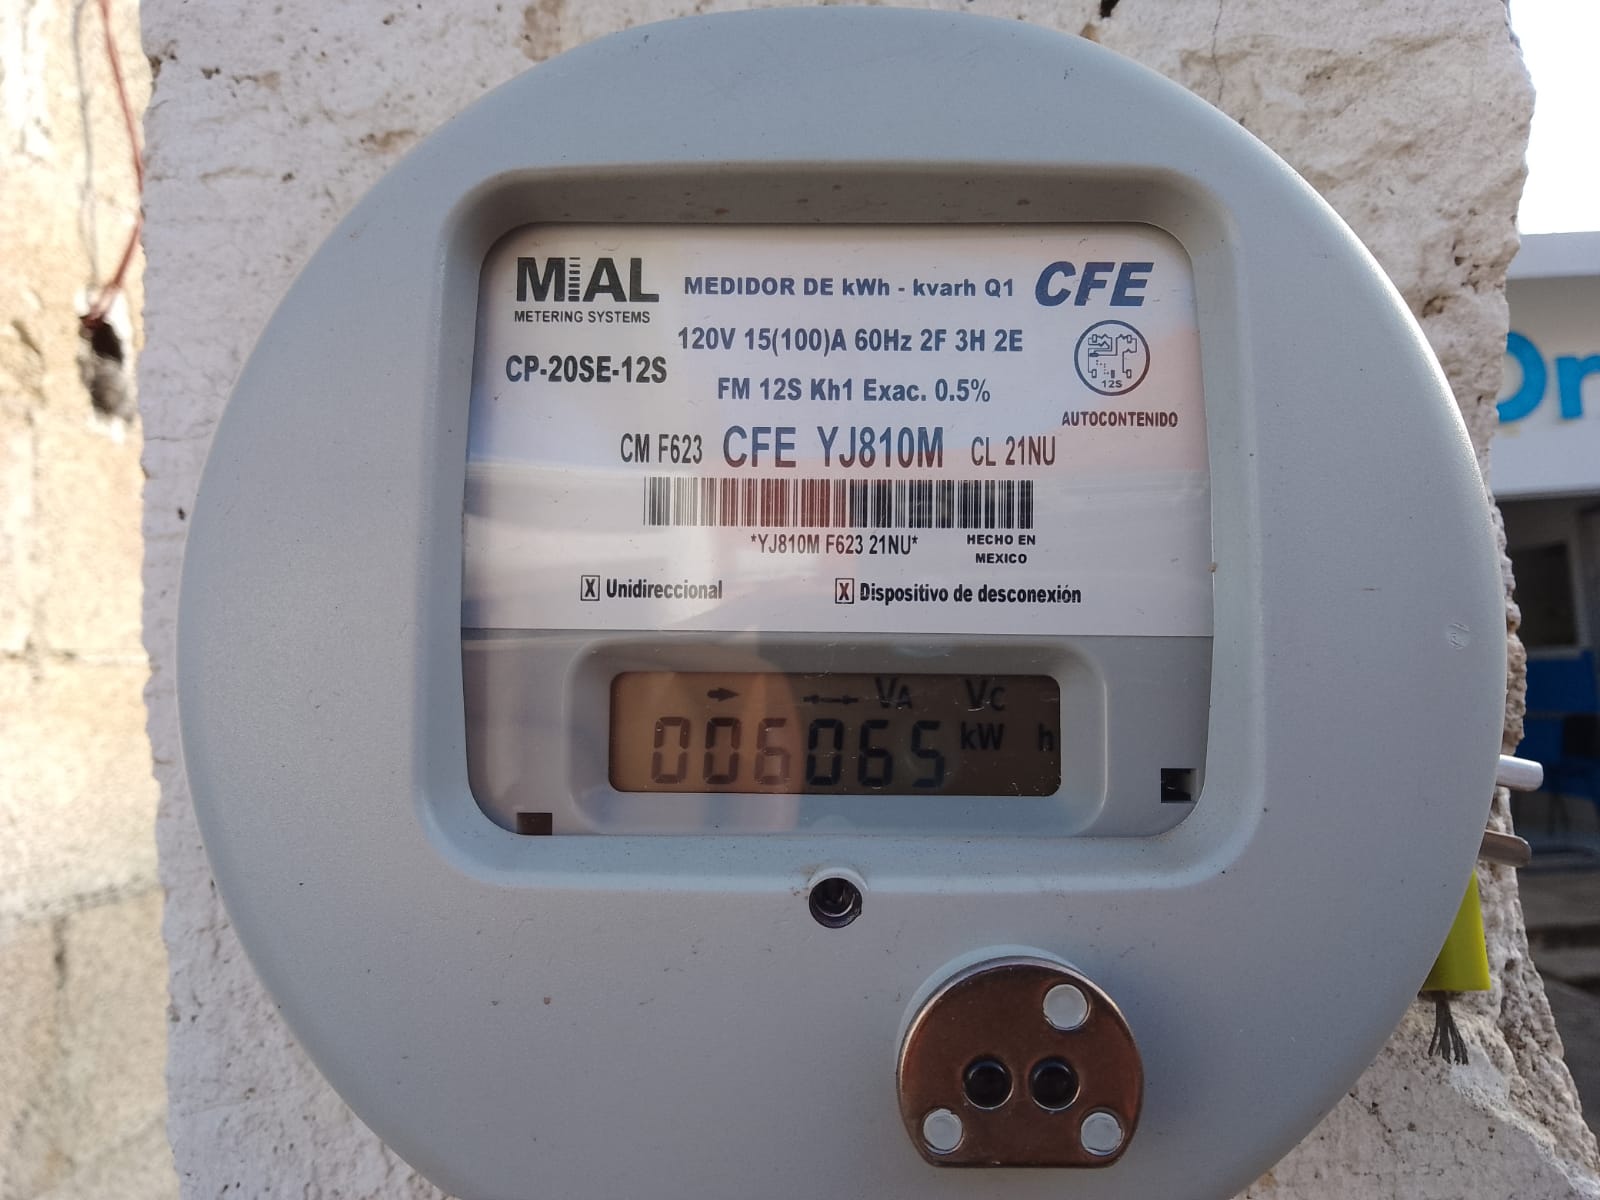 MIAL
METERING SYSTEMS
MEDIDOR DE kWh - kvarh Q1
CFE
120V 15(100)A 60Hz 2F 3H 2E
CP-20SE-12S
12S
FM 12S Kh1 Exac. 0.5%
AUTOCONTENIDO
CM F623 CFE YJ810M CL 21NU
*YJ810M F623 21NU*
HECHO EN
MEXICO
X Unidireccional
X Dispositivo de desconexión
VA VC
006065 kW h